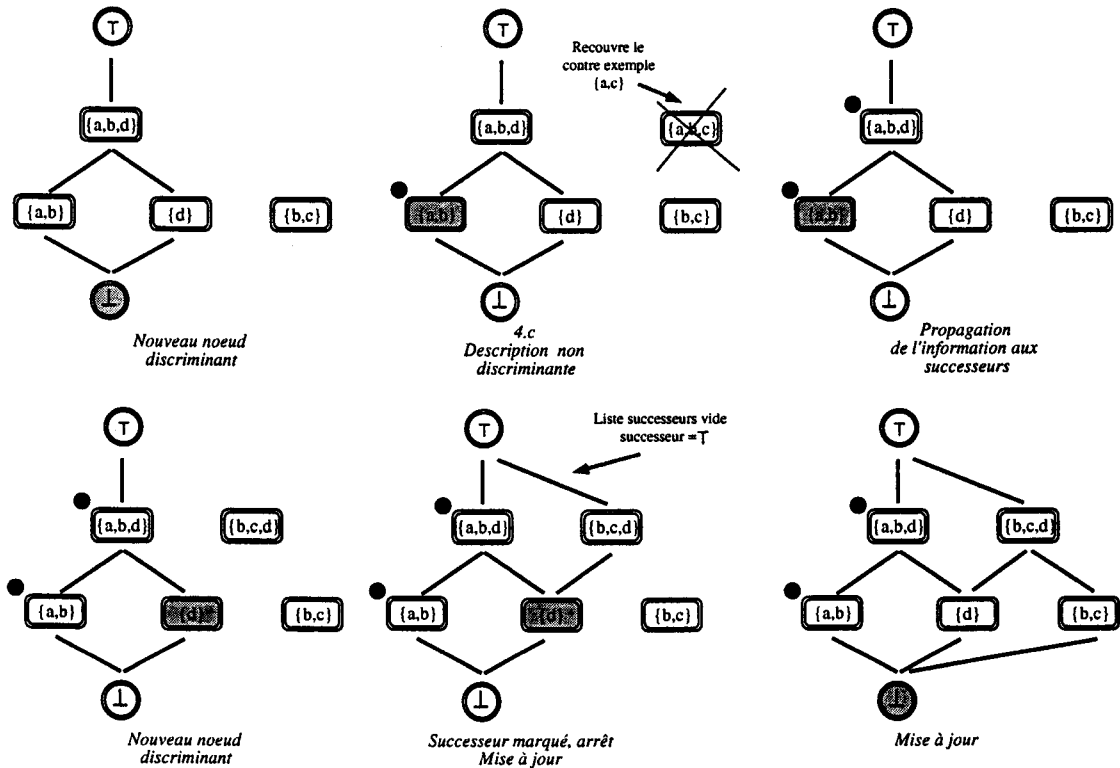 T
{a,b,d}
{a,b} {d} {b,c}
⊥
Nouveau noeud
discriminant
T
Recouvre le
contre exemple
{a,c}
{a,b,d} {a,b,c}
{a,b} {d} {b,c}
⊥
4.c
Description non
discriminante
T
{a,b,d}
{a,b} {d} {b,c}
⊥
Propagation
de l'information aux
successeurs
T
{a,b,d} {b,c,d}
{a,b} {d} {b,c}
⊥
Nouveau noeud
discriminant
T
Liste successeurs vide
successeur = T
{a,b,d} {b,c,d}
{a,b} {d} {b,c}
⊥
Successeur marqué, arrêt
Mise à jour
T
{a,b,d} {b,c,d}
{a,b} {d} {b,c}
⊥
Mise à jour